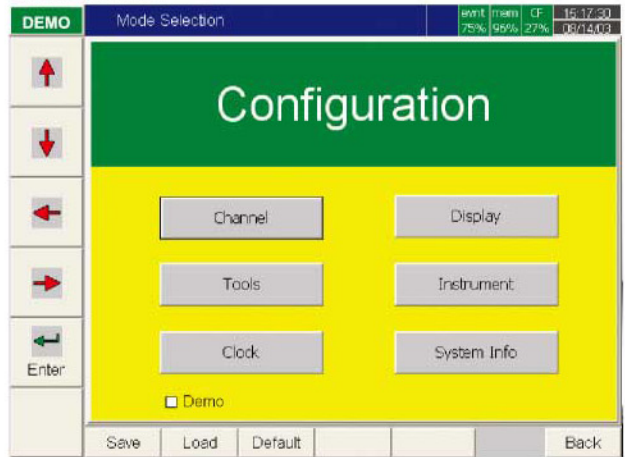 DEMO Mode Selection evnt mem CF 15:17:30
75% 96% 27% 08/14/03
Configuration
Channel Display
Tools Instrument
Clock System Info
Enter
Demo
Save Load Default Back